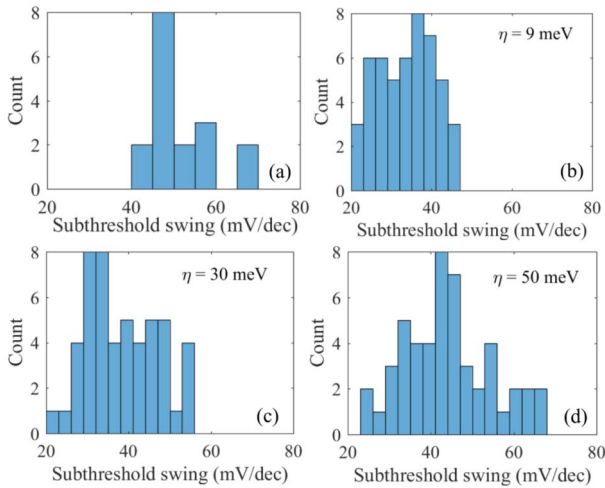 8
6
4
2
0
Count
20 40 60 80
Subthreshold swing (mV/dec)
(a)
8
6
4
2
0
Count
η = 9 meV
20 40 60 80
Subthreshold swing (mV/dec)
(b)
8
6
4
2
0
Count
η = 30 meV
20 40 60 80
Subthreshold swing (mV/dec)
(c)
8
6
4
2
0
Count
η = 50 meV
20 40 60 80
Subthreshold swing (mV/dec)
(d)